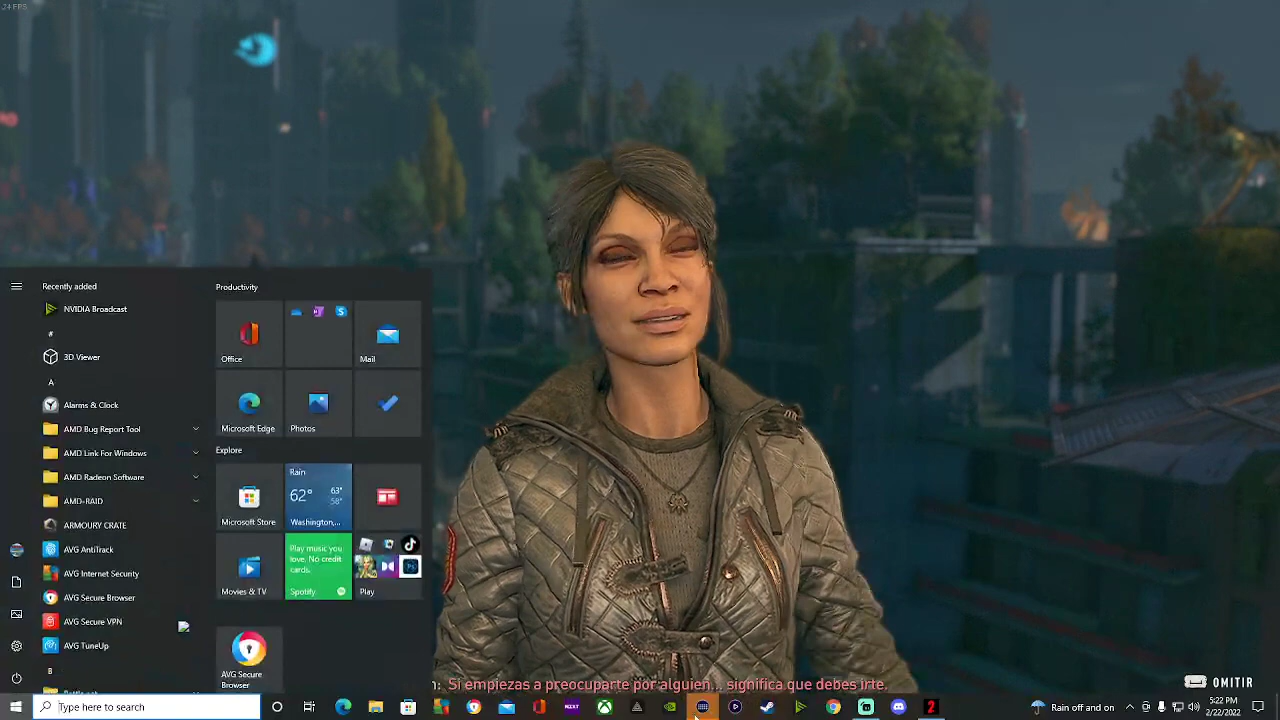 24 FPS
Recently added
NVIDIA Broadcast
#
3D Viewer
A
Alarms & Clock
AMD Bug Report Tool
AMD Link For Windows
AMD Radeon Software
AMD-RAID
ARMOURY CRATE
AVG AntiTrack
AVG Internet Security
AVG Secure Browser
AVG Secure VPN
AVG TuneUp
B
Productivity
Office
Mail
Microsoft Edge
Photos
Explore
Microsoft Store
Rain
62°
63°
58°
Washington,...
Movies & TV
Play music you
love. No credit
cards.
Spotify
Play
AVG Secure
Browser
Si empiezas a preocuparte por alguien... significa que debes irte.
OMITIR
Type here to search
NEXT
2
Rain off and on
5:22 PM
2/22/2022